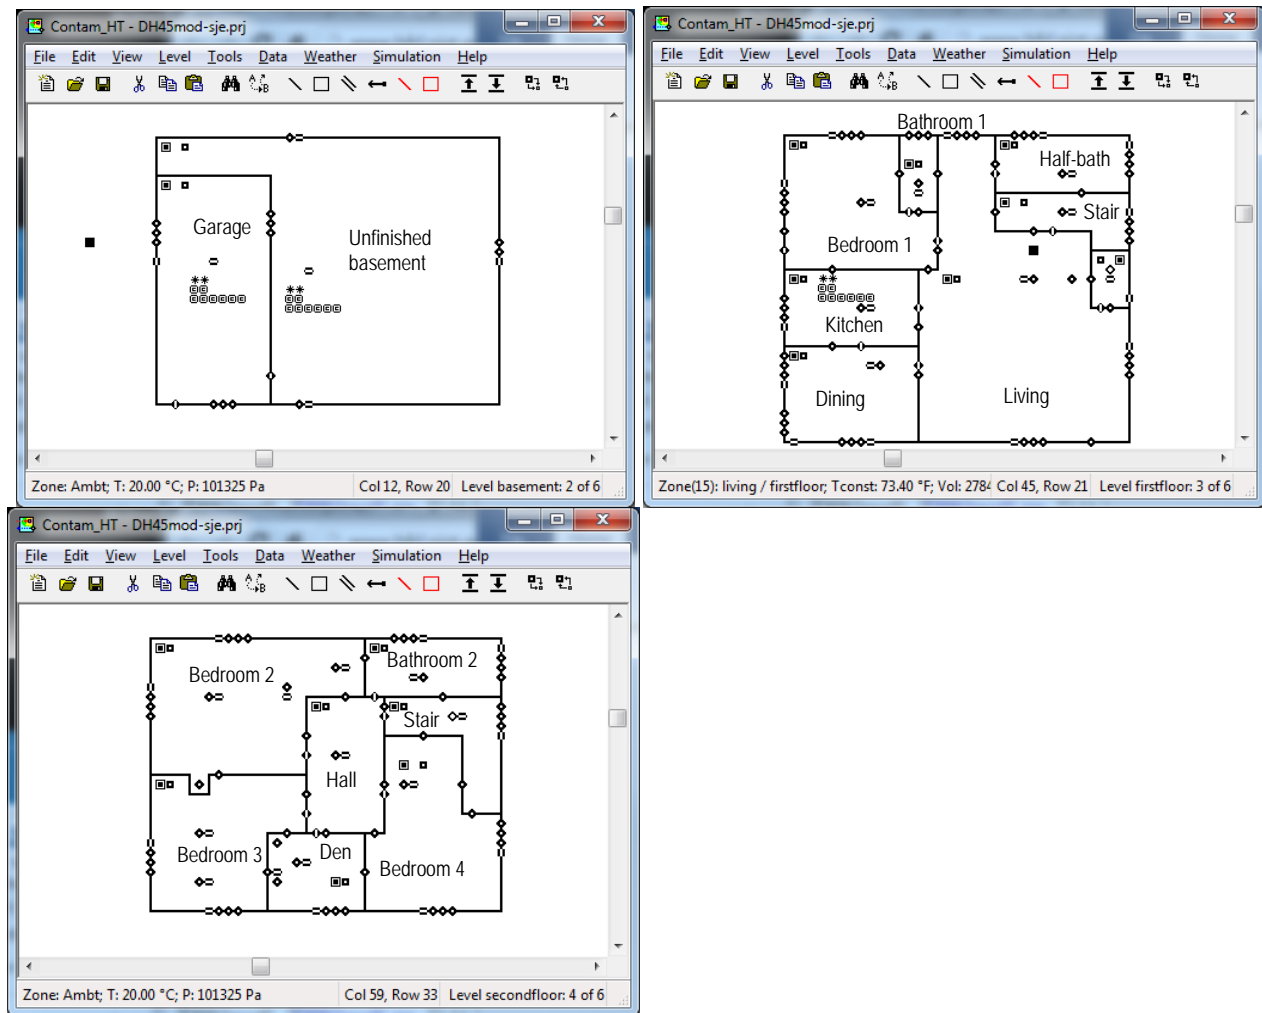 Contam_HT - DH45mod-sje.prj
File Edit View Level Tools Data Weather Simulation Help
Garage
Unfinished
basement
Zone: Ambt; T: 20.00 °C; P: 101325 Pa
Col 12, Row 20
Level basement: 2 of 6
Contam_HT - DH45mod-sje.prj
File Edit View Level Tools Data Weather Simulation Help
Bathroom 1
Half-bath
Stair
Bedroom 1
Kitchen
Dining
Living
Zone(15): living / firstfloor; Tconst: 73.40 °F; Vol: 2784
Col 45, Row 21
Level firstfloor: 3 of 6
Contam_HT - DH45mod-sje.prj
File Edit View Level Tools Data Weather Simulation Help
Bedroom 2
Bathroom 2
Stair
Hall
Bedroom 3
Den
Bedroom 4
Zone: Ambt; T: 20.00 °C; P: 101325 Pa
Col 59, Row 33
Level secondfloor: 4 of 6